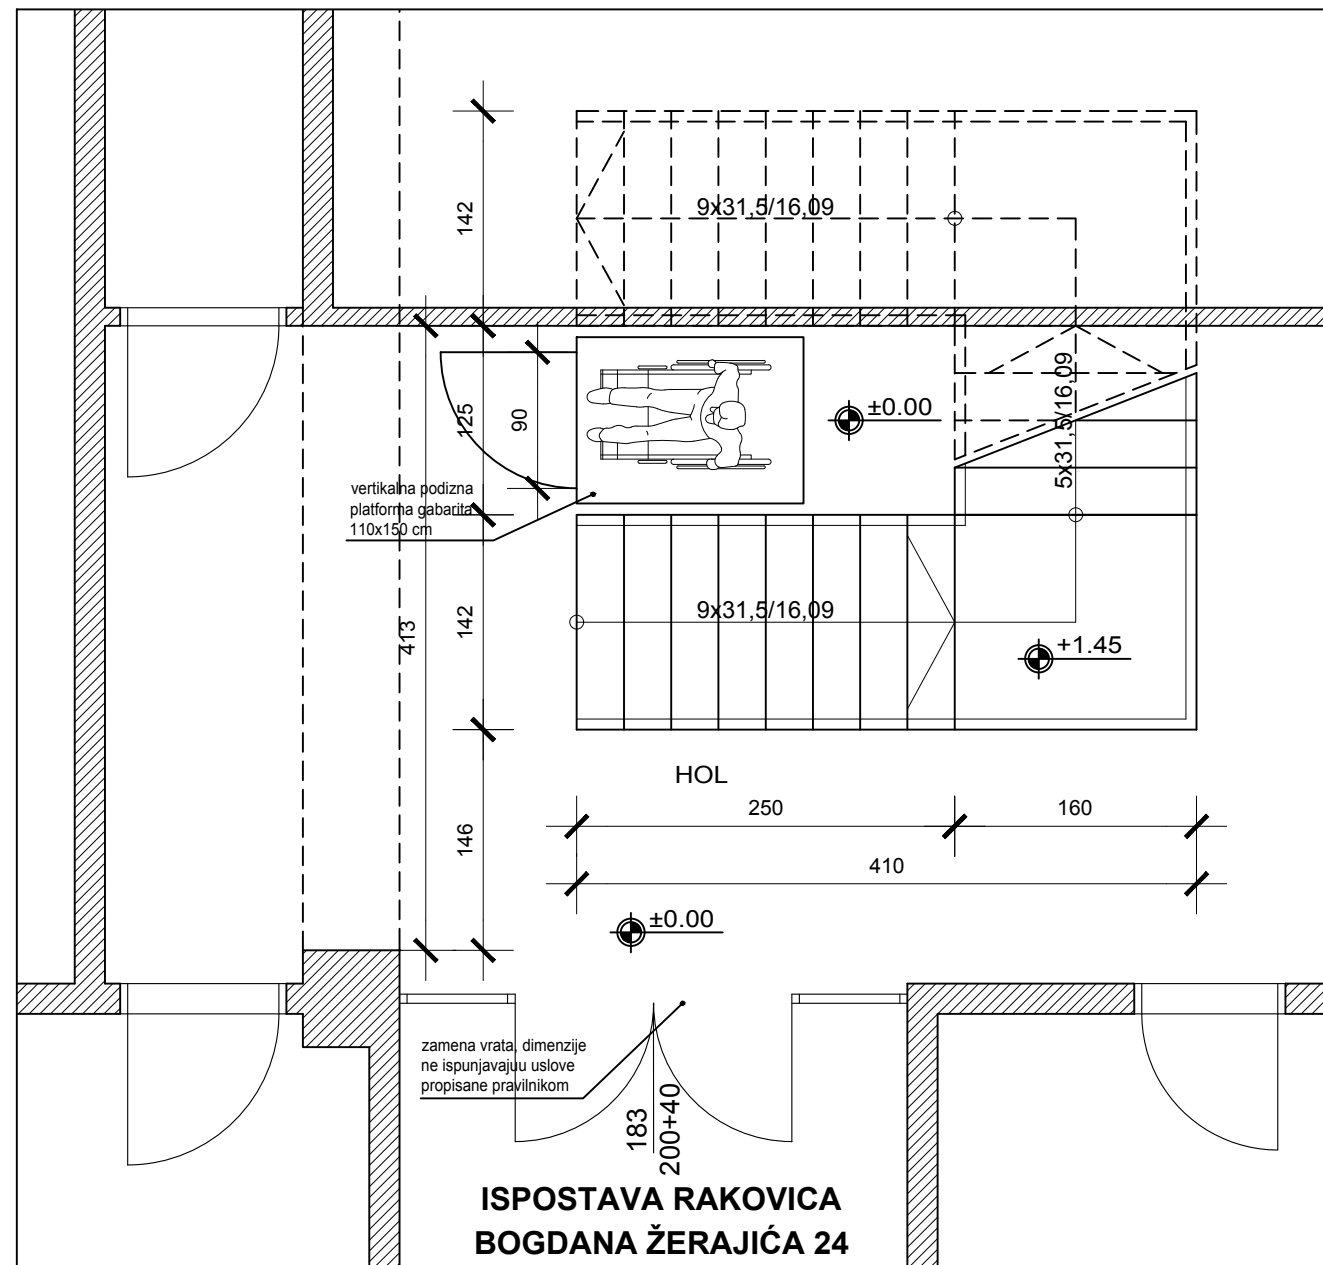 142
9x31,5/16,09
125
90
±0.00
5x31,5/16,09
vertikalna podizna
platforma gabarita
110x150 cm
413
142
9x31,5/16,09
+1.45
HOL
250
160
146
410
±0.00
zamena vrata, dimenzije
ne ispunjavajuu uslove
propisane pravilnikom
183
200+40
ISPOSTAVA RAKOVICA
BOGDANA ŽERAJIĆA 24